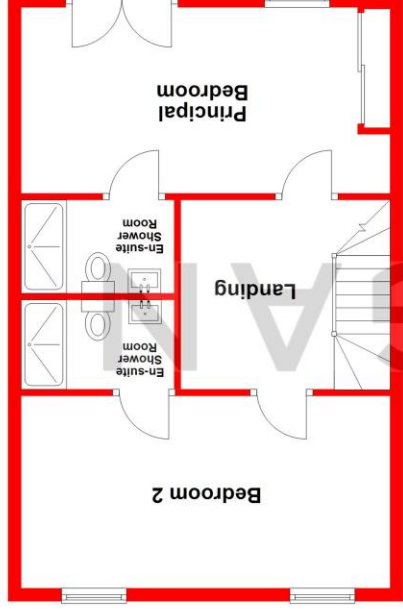 Bedroom 2
En-suite
Shower
Room
Landing
En-suite
Shower
Room
Principal
Bedroom